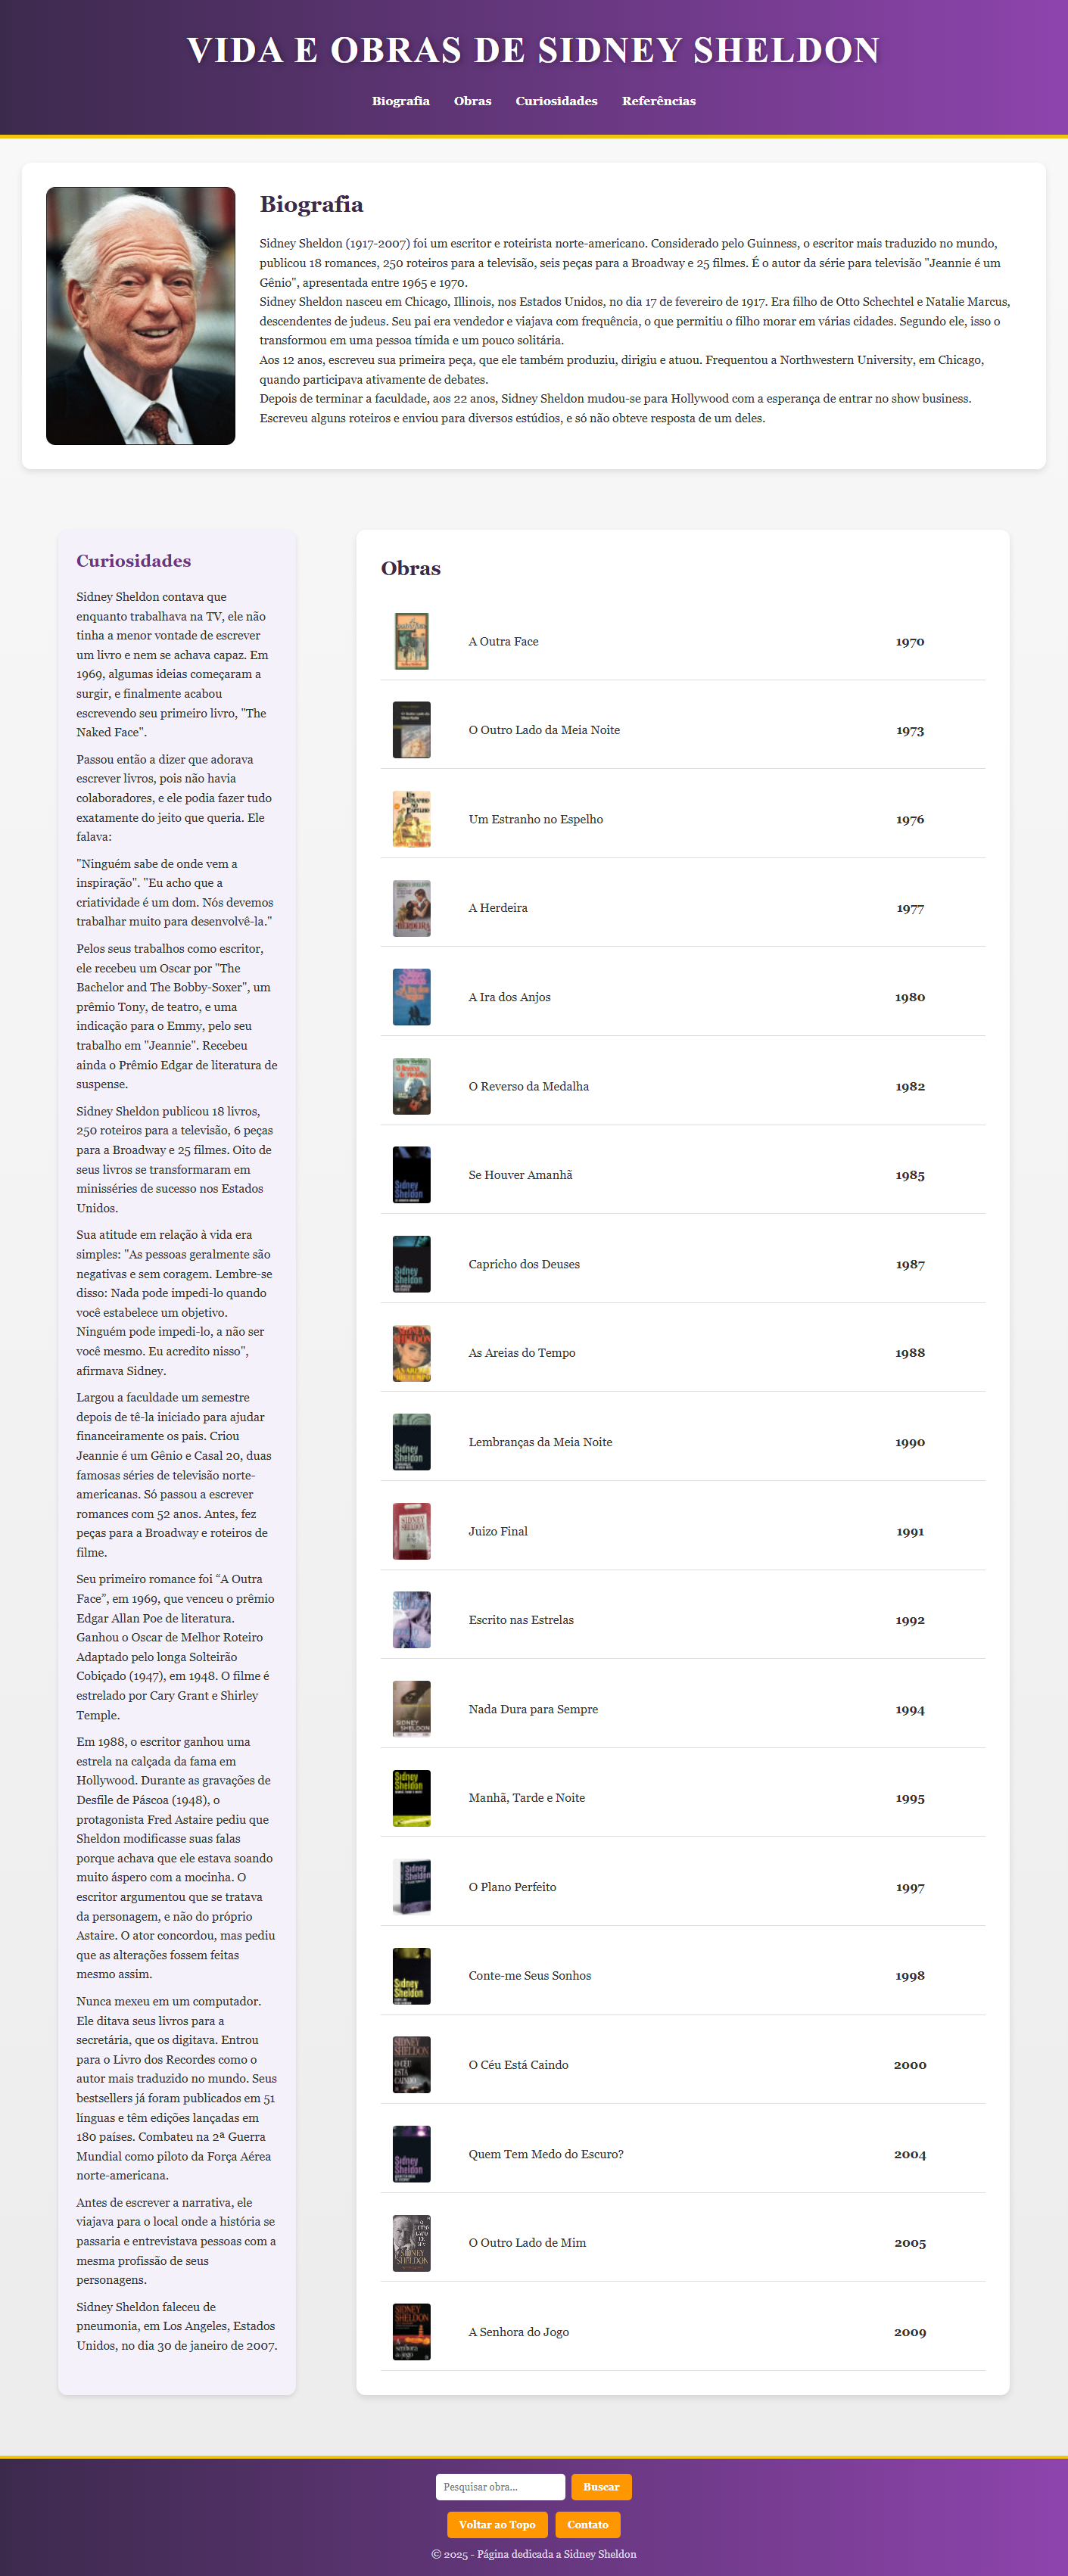 VIDA E OBRAS DE SIDNEY SHELDON
Biografia Obras Curiosidades Referências
Biografia
Sidney Sheldon (1917-2007) foi um escritor e roteirista norte-americano. Considerado pelo Guinness, o escritor mais traduzido no mundo,
publicou 18 romances, 250 roteiros para a televisão, seis peças para a Broadway e 25 filmes. É o autor da série para televisão "Jeannie é um
Gênio", apresentada entre 1965 e 1970.
Sidney Sheldon nasceu em Chicago, Illinois, nos Estados Unidos, no dia 17 de fevereiro de 1917. Era filho de Otto Schechtel e Natalie Marcus,
descendentes de judeus. Seu pai era vendedor e viajava com frequência, o que permitiu o filho morar em várias cidades. Segundo ele, isso o
transformou em uma pessoa tímida e um pouco solitária.
Aos 12 anos, escreveu sua primeira peça, que ele também produziu, dirigiu e atuou. Frequentou a Northwestern University, em Chicago,
quando participava ativamente de debates.
Depois de terminar a faculdade, aos 22 anos, Sidney Sheldon mudou-se para Hollywood com a esperança de entrar no show business.
Escreveu alguns roteiros e enviou para diversos estúdios, e só não obteve resposta de um deles.
Curiosidades
Sidney Sheldon contava que
enquanto trabalhava na TV, ele não
tinha a menor vontade de escrever
um livro e nem se achava capaz. Em
1969, algumas ideias começaram a
surgir, e finalmente acabou
escrevendo seu primeiro livro, "The
Naked Face".
Passou então a dizer que adorava
escrever livros, pois não havia
colaboradores, e ele podia fazer tudo
exatamente do jeito que queria. Ele
falava:
"Ninguém sabe de onde vem a
inspiração". "Eu acho que a
criatividade é um dom. Nós devemos
trabalhar muito para desenvolvê-la."
Pelos seus trabalhos como escritor,
ele recebeu um Oscar por "The
Bachelor and The Bobby-Soxer", um
prêmio Tony, de teatro, e uma
indicação para o Emmy, pelo seu
trabalho em "Jeannie". Recebeu
ainda o Prêmio Edgar de literatura de
suspense.
Sidney Sheldon publicou 18 livros,
250 roteiros para a televisão, 6 peças
para a Broadway e 25 filmes. Oito de
seus livros se transformaram em
minisséries de sucesso nos Estados
Unidos.
Sua atitude em relação à vida era
simples: "As pessoas geralmente são
negativas e sem coragem. Lembre-se
disso: Nada pode impedi-lo quando
você estabelece um objetivo.
Ninguém pode impedi-lo, a não ser
você mesmo. Eu acredito nisso",
afirmava Sidney.
Largou a faculdade um semestre
depois de tê-la iniciado para ajudar
financeiramente os pais. Criou
Jeannie é um Gênio e Casal 20, duas
famosas séries de televisão norte-
americanas. Só passou a escrever
romances com 52 anos. Antes, fez
peças para a Broadway e roteiros de
filme.
Seu primeiro romance foi “A Outra
Face”, em 1969, que venceu o prêmio
Edgar Allan Poe de literatura.
Ganhou o Oscar de Melhor Roteiro
Adaptado pelo longa Solteirão
Cobiçado (1947), em 1948. O filme é
estrelado por Cary Grant e Shirley
Temple.
Em 1988, o escritor ganhou uma
estrela na calçada da fama em
Hollywood. Durante as gravações de
Desfile de Páscoa (1948), o
protagonista Fred Astaire pediu que
Sheldon modificasse suas falas
porque achava que ele estava soando
muito áspero com a mocinha. O
escritor argumentou que se tratava
da personagem, e não do próprio
Astaire. O ator concordou, mas pediu
que as alterações fossem feitas
mesmo assim.
Nunca mexeu em um computador.
Ele ditava seus livros para a
secretária, que os digitava. Entrou
para o Livro dos Recordes como o
autor mais traduzido no mundo. Seus
bestsellers já foram publicados em 51
línguas e têm edições lançadas em
180 países. Combateu na 2ª Guerra
Mundial como piloto da Força Aérea
norte-americana.
Antes de escrever a narrativa, ele
viajava para o local onde a história se
passaria e entrevistava pessoas com a
mesma profissão de seus
personagens.
Sidney Sheldon faleceu de
pneumonia, em Los Angeles, Estados
Unidos, no dia 30 de janeiro de 2007.
Obras
A Outra Face 1970
O Outro Lado da Meia Noite 1973
Um Estranho no Espelho 1976
A Herdeira 1977
A Ira dos Anjos 1980
O Reverso da Medalha 1982
Se Houver Amanhã 1985
Capricho dos Deuses 1987
As Areias do Tempo 1988
Lembranças da Meia Noite 1990
Juizo Final 1991
Escrito nas Estrelas 1992
Nada Dura para Sempre 1994
Manhã, Tarde e Noite 1995
O Plano Perfeito 1997
Conte-me Seus Sonhos 1998
O Céu Está Caindo 2000
Quem Tem Medo do Escuro? 2004
O Outro Lado de Mim 2005
A Senhora do Jogo 2009
Pesquisar obra... Buscar
Voltar ao Topo Contato
© 2025 - Página dedicada a Sidney Sheldon